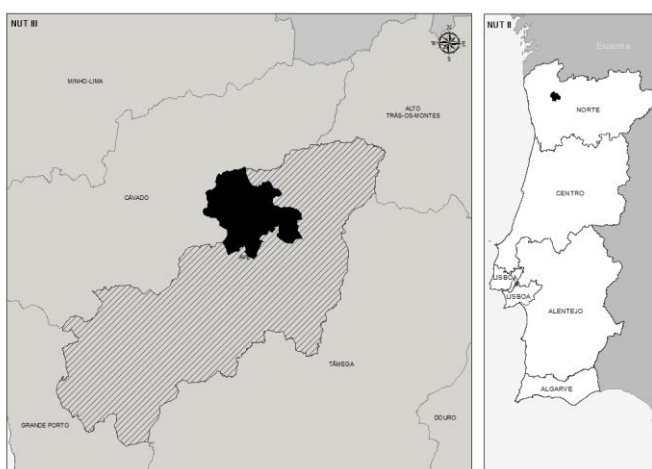 NUT III
N
W
E
S
MINHO-LIMA
ALTO
TRÁS-OS-MONTES
CÁVADO
TÂMEGA
GRANDE PORTO
DOURO
NUT II
Espanha
NORTE
CENTRO
LISBOA
LISBOA
ALENTEJO
ALGARVE